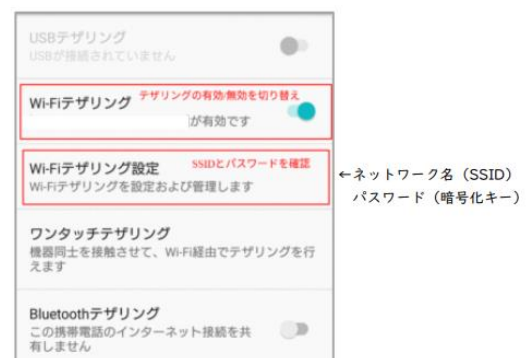 USBテザリング
USBが接続されていません
Wi-Fiテザリング テザリングの有効/無効を切り替え
が有効です
Wi-Fiテザリング設定 SSIDとパスワードを確認
Wi-Fiテザリングを設定および管理します
←ネットワーク名（SSID）
パスワード（暗号化キー）
ワンタッチテザリング
機器同士を接触させて、Wi-Fi経由でテザリングを行
えます
Bluetoothテザリング
この携帯電話のインターネット接続を共
有しません